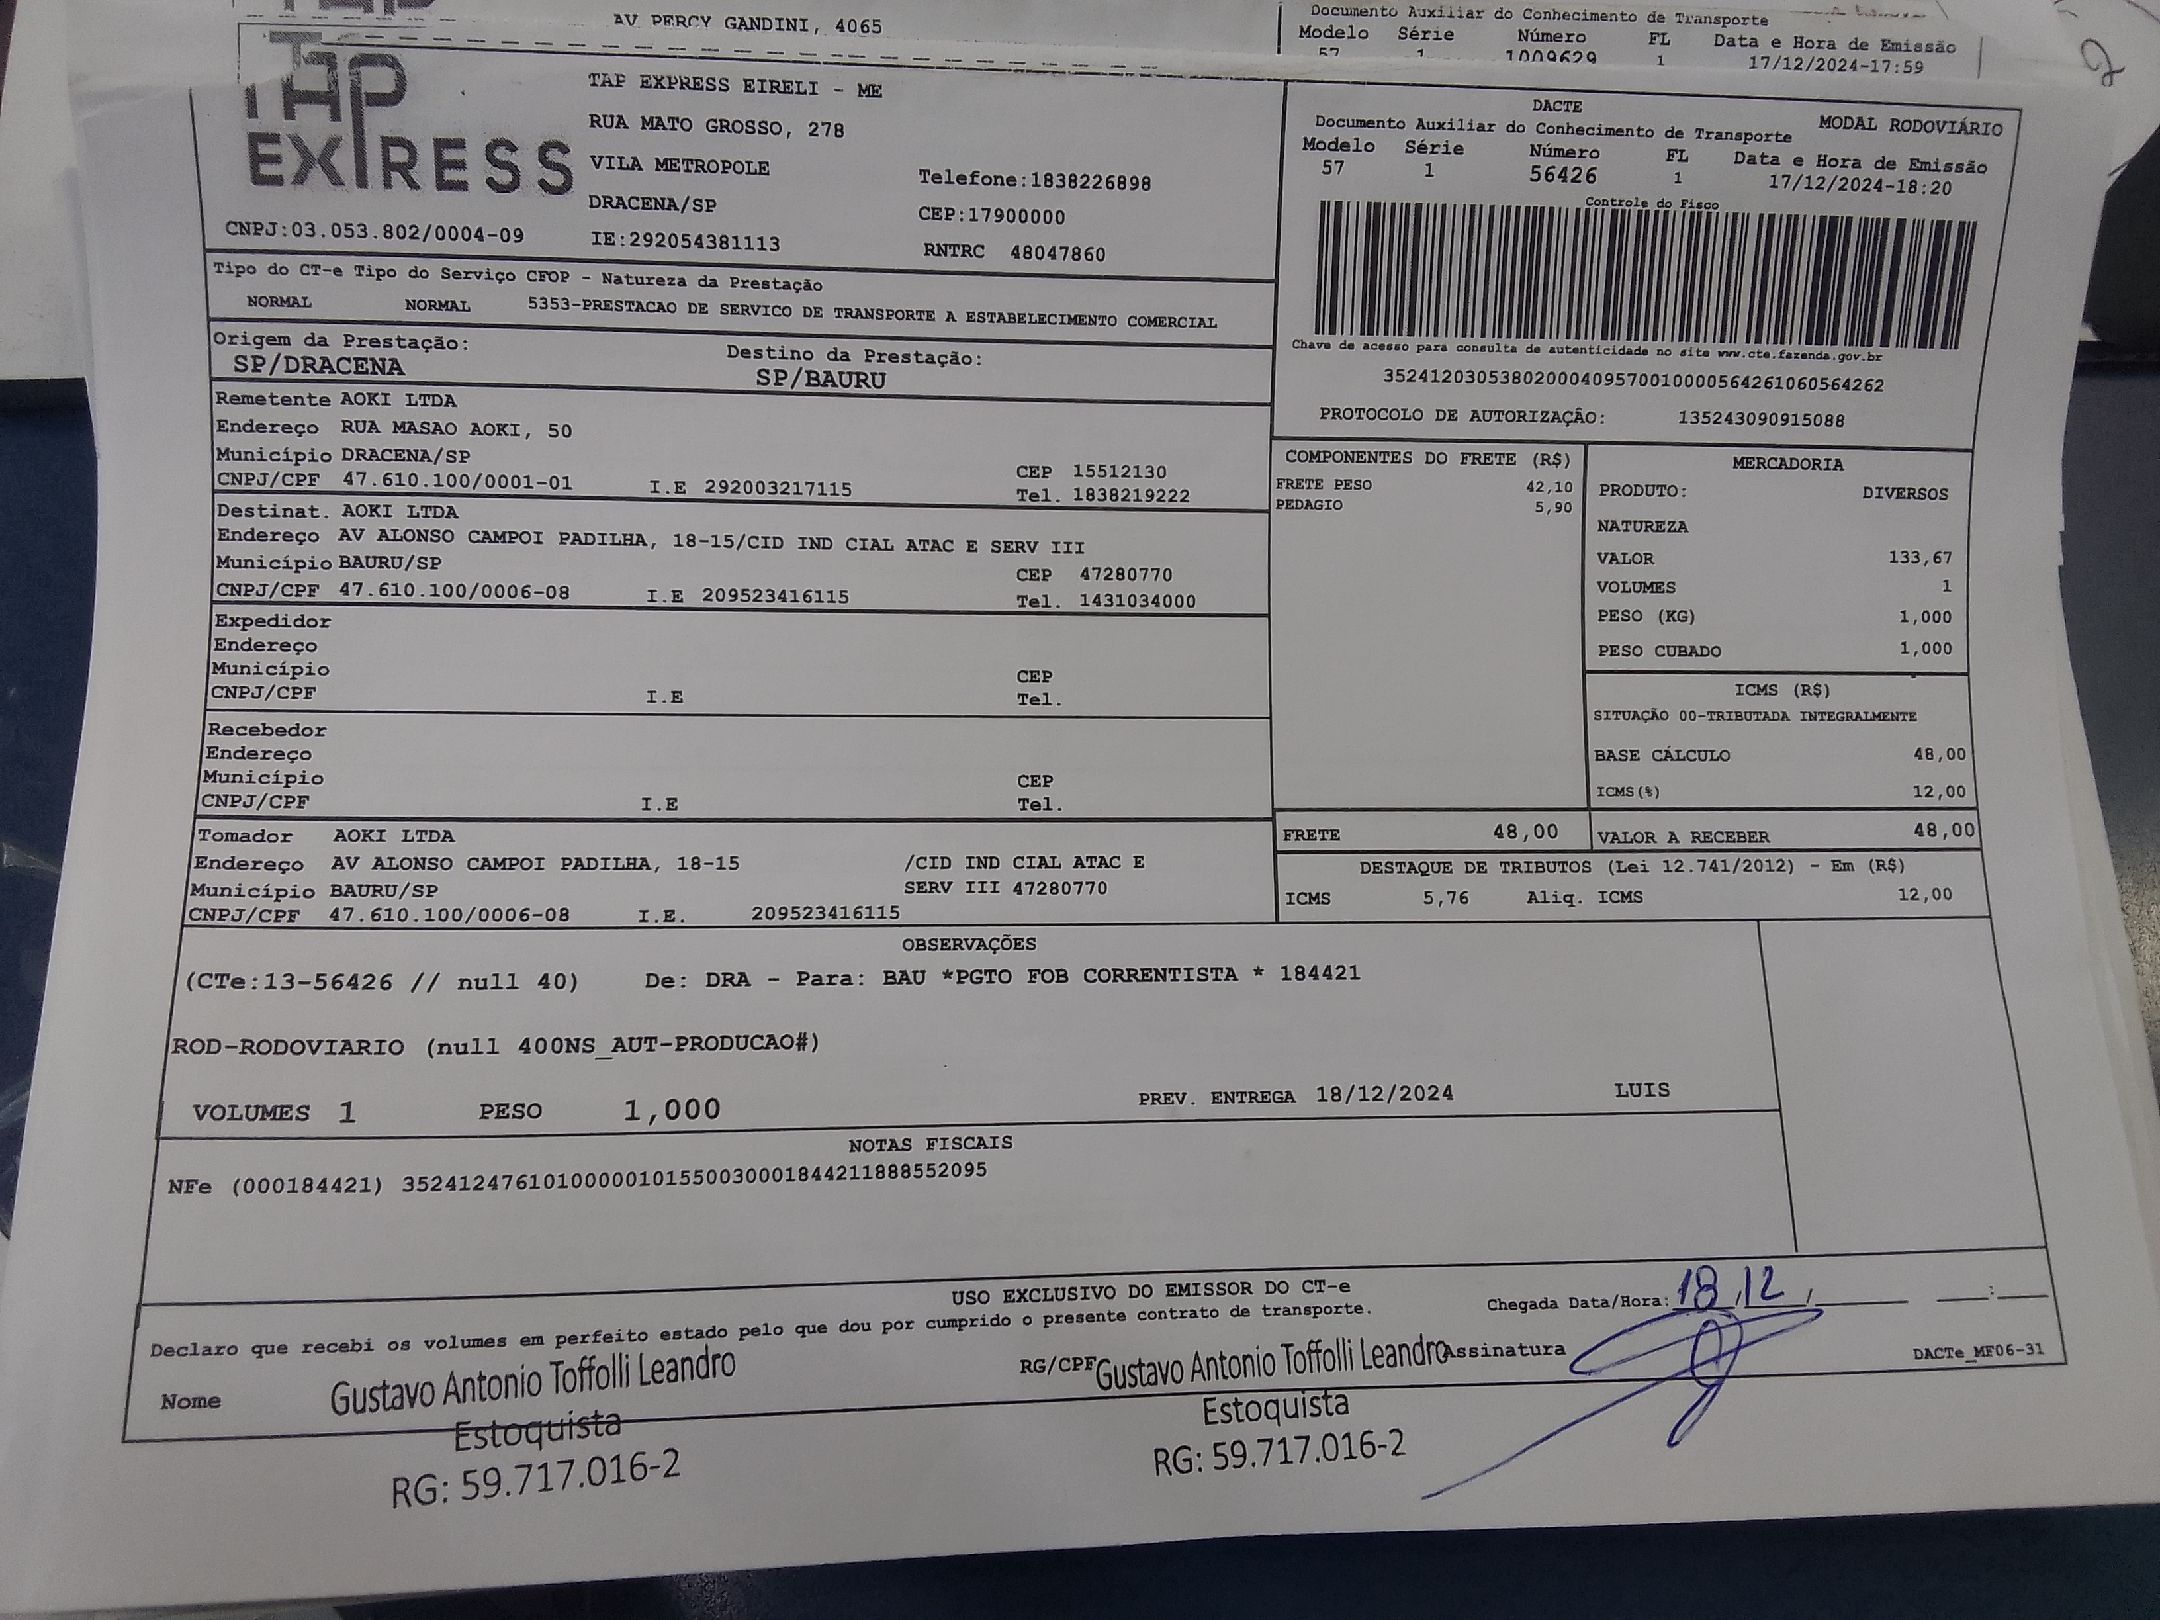 AV PERCY GANDINI, 4065
Documento Auxiliar do Conhecimento de Transporte
Modelo Série Número FL Data e Hora de Emissão
57 1 1009629 1 17/12/2024-17:59
TAP EXPRESS
CNPJ:03.053.802/0004-09
TAP EXPRESS EIRELI - ME
RUA MATO GROSSO, 278
VILA METROPOLE
Telefone:1838226898
DRACENA/SP
CEP:17900000
IE:292054381113
RNTRC 48047860
DACTE
MODAL RODOVIÁRIO
Documento Auxiliar do Conhecimento de Transporte
Modelo Série Número FL Data e Hora de Emissão
57 1 56426 1 17/12/2024-18:20
Controle do Fisco
Chave de acesso para consulta de autenticidade no site www.cte.fazenda.gov.br
35241203053802000409570010000564261060564262
PROTOCOLO DE AUTORIZAÇÃO: 135243090915088
Tipo do CT-e Tipo do Serviço CFOP - Natureza da Prestação
NORMAL NORMAL 5353-PRESTACAO DE SERVICO DE TRANSPORTE A ESTABELECIMENTO COMERCIAL
Origem da Prestação:
SP/DRACENA
Destino da Prestação:
SP/BAURU
Remetente AOKI LTDA
Endereço RUA MASAO AOKI, 50
Município DRACENA/SP CEP 15512130
CNPJ/CPF 47.610.100/0001-01 I.E 292003217115 Tel. 1838219222
Destinat. AOKI LTDA
Endereço AV ALONSO CAMPOI PADILHA, 18-15/CID IND CIAL ATAC E SERV III
Município BAURU/SP CEP 47280770
CNPJ/CPF 47.610.100/0006-08 I.E 209523416115 Tel. 1431034000
Expedidor
Endereço
Município CEP
CNPJ/CPF I.E Tel.
Recebedor
Endereço
Município CEP
CNPJ/CPF I.E Tel.
Tomador AOKI LTDA
Endereço AV ALONSO CAMPOI PADILHA, 18-15 /CID IND CIAL ATAC E
Município BAURU/SP SERV III 47280770
CNPJ/CPF 47.610.100/0006-08 I.E. 209523416115
COMPONENTES DO FRETE (R$)
FRETE PESO 42,10
PEDAGIO 5,90
MERCADORIA
PRODUTO: DIVERSOS
NATUREZA
VALOR 133,67
VOLUMES 1
PESO (KG) 1,000
PESO CUBADO 1,000
ICMS (R$)
SITUAÇÃO 00-TRIBUTADA INTEGRALMENTE
BASE CÁLCULO 48,00
ICMS(%) 12,00
FRETE 48,00
VALOR A RECEBER 48,00
DESTAQUE DE TRIBUTOS (Lei 12.741/2012) - Em (R$)
ICMS 5,76 Aliq. ICMS 12,00
OBSERVAÇÕES
(CTe:13-56426 // null 40) De: DRA - Para: BAU *PGTO FOB CORRENTISTA * 184421
ROD-RODOVIARIO (null 400NS_AUT-PRODUCAO#)
VOLUMES 1 PESO 1,000 PREV. ENTREGA 18/12/2024 LUIS
NOTAS FISCAIS
NFe (000184421) 35241247610100000101550030001844211888552095
USO EXCLUSIVO DO EMISSOR DO CT-e
Declaro que recebi os volumes em perfeito estado pelo que dou por cumprido o presente contrato de transporte.
Chegada Data/Hora: 18/12/ :
Nome Gustavo Antonio Toffolli Leandro
Estoquista
RG: 59.717.016-2
RG/CPF Gustavo Antonio Toffolli Leandro
Estoquista
RG: 59.717.016-2
Assinatura
DACTe_MF06-31